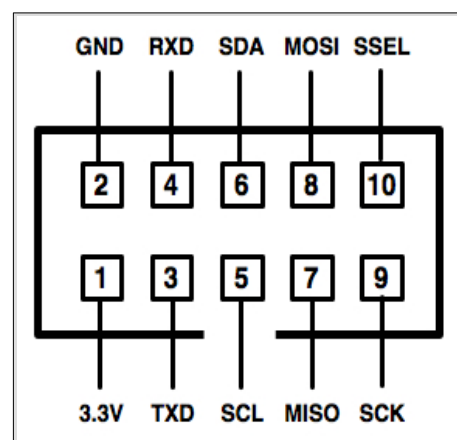 GND RXD SDA MOSI SSEL
2 4 6 8 10
1 3 5 7 9
3.3V TXD SCL MISO SCK